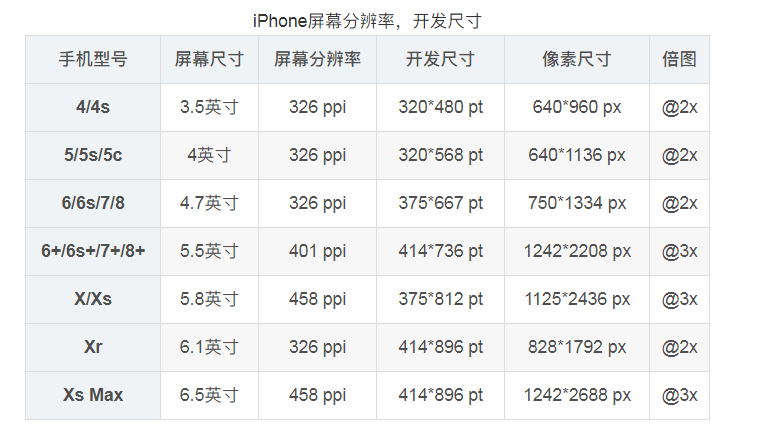 iPhone屏幕分辨率，开发尺寸
手机型号 屏幕尺寸 屏幕分辨率 开发尺寸 像素尺寸 倍图
4/4s 3.5英寸 326 ppi 320*480 pt 640*960 px @2x
5/5s/5c 4英寸 326 ppi 320*568 pt 640*1136 px @2x
6/6s/7/8 4.7英寸 326 ppi 375*667 pt 750*1334 px @2x
6+/6s+/7+/8+ 5.5英寸 401 ppi 414*736 pt 1242*2208 px @3x
X/Xs 5.8英寸 458 ppi 375*812 pt 1125*2436 px @3x
Xr 6.1英寸 326 ppi 414*896 pt 828*1792 px @2x
Xs Max 6.5英寸 458 ppi 414*896 pt 1242*2688 px @3x